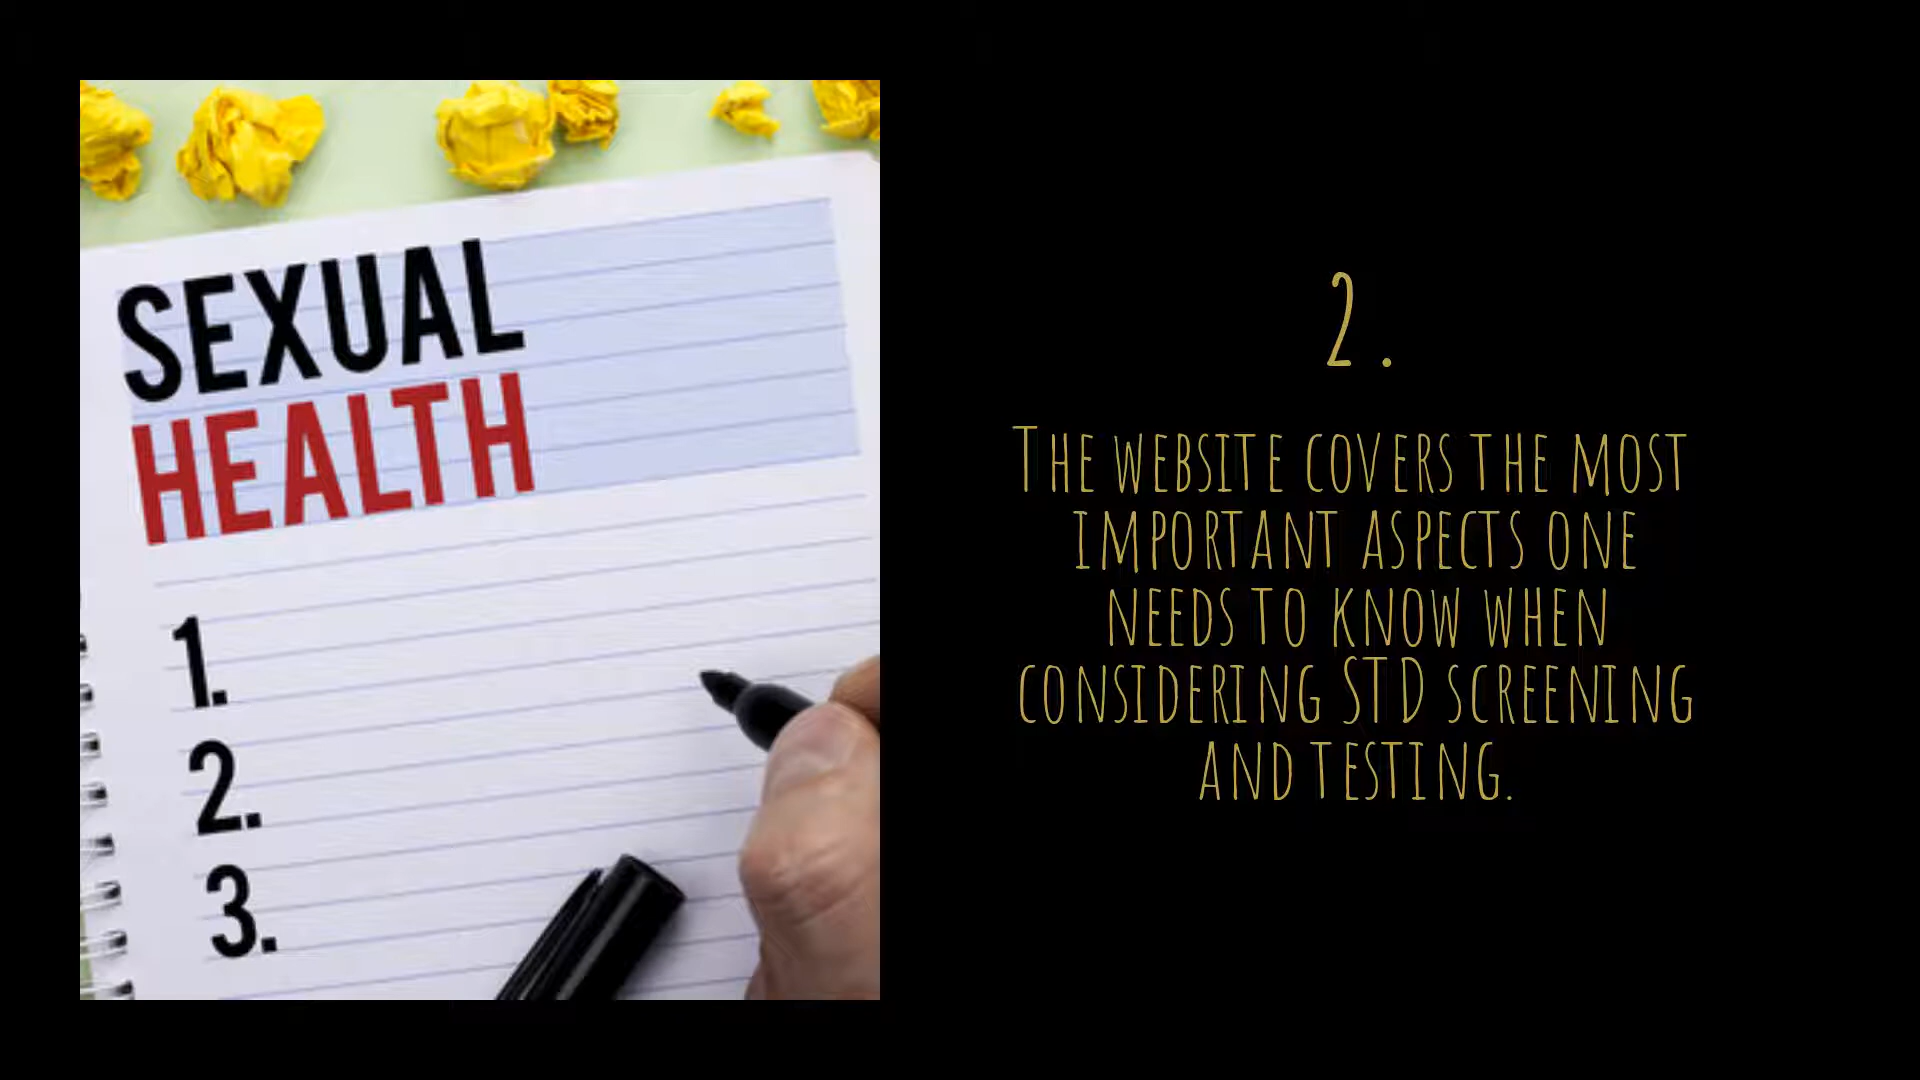 SEXUAL
HEALTH
1.
2.
3.
2.
The website covers the most
important aspects one
needs to know when
considering STD screening
and testing.